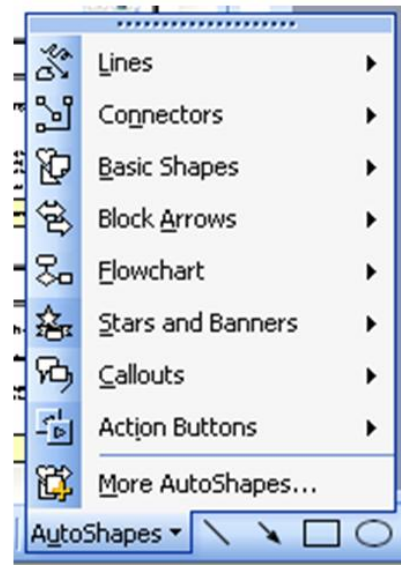 Lines
Connectors
Basic Shapes
Block Arrows
Flowchart
Stars and Banners
Callouts
Action Buttons
More AutoShapes...
AutoShapes